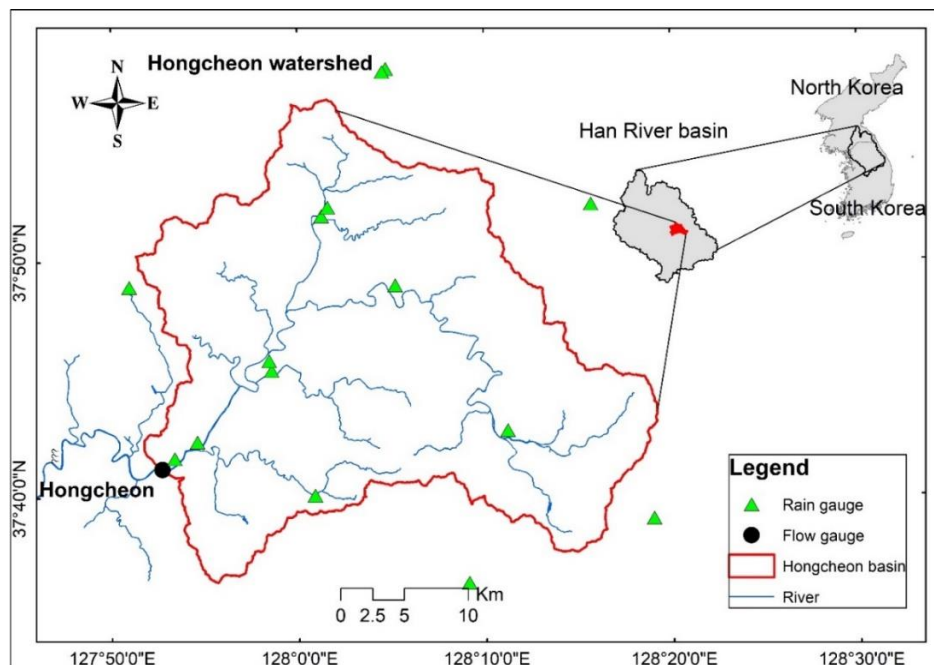 Hongcheon watershed
N
W E
S
North Korea
Han River basin
South Korea
37°50'0"N
37°40'0"N
???
Hongcheon
Legend
Rain gauge
Flow gauge
Hongcheon basin
River
Km
0 2.5 5 10
127°50'0"E 128°0'0"E 128°10'0"E 128°20'0"E 128°30'0"E